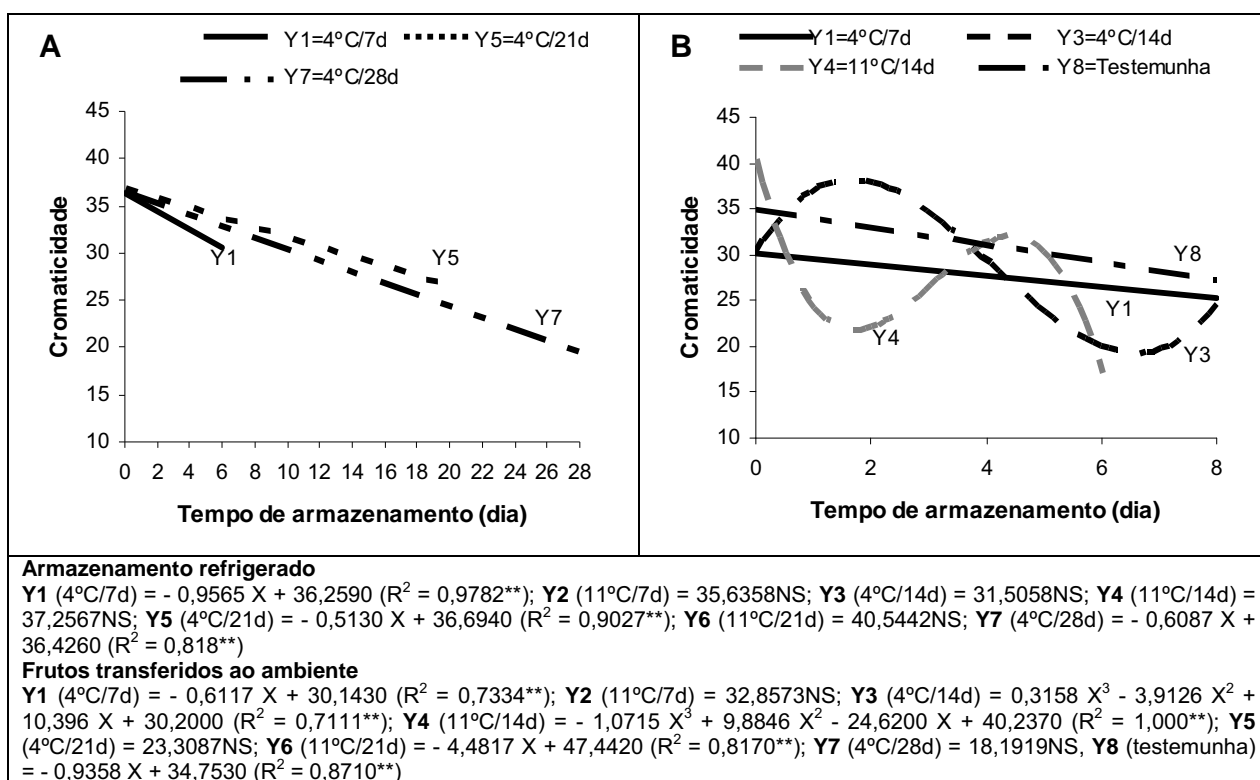 A
Y1=4ºC/7d Y5=4ºC/21d
Y7=4ºC/28d
Cromaticidade
45
40
35
30
25
20
15
10
Y1
Y5
Y7
0 2 4 6 8 10 12 14 16 18 20 22 24 26 28
Tempo de armazenamento (dia)
B
Y1=4ºC/7d Y3=4ºC/14d
Y4=11ºC/14d Y8=Testemunha
Cromaticidade
45
40
35
30
25
20
15
10
Y8
Y1
Y4
Y3
0 2 4 6 8
Tempo de armazenamento (dia)
Armazenamento refrigerado
Y1 (4ºC/7d) = - 0,9565 X + 36,2590 (R² = 0,9782**); Y2 (11ºC/7d) = 35,6358NS; Y3 (4ºC/14d) = 31,5058NS; Y4 (11ºC/14d) =
37,2567NS; Y5 (4ºC/21d) = - 0,5130 X + 36,6940 (R² = 0,9027**); Y6 (11ºC/21d) = 40,5442NS; Y7 (4ºC/28d) = - 0,6087 X +
36,4260 (R² = 0,818**)
Frutos transferidos ao ambiente
Y1 (4ºC/7d) = - 0,6117 X + 30,1430 (R² = 0,7334**); Y2 (11ºC/7d) = 32,8573NS; Y3 (4ºC/14d) = 0,3158 X³ - 3,9126 X² +
10,396 X + 30,2000 (R² = 0,7111**); Y4 (11ºC/14d) = - 1,0715 X³ + 9,8846 X² - 24,6200 X + 40,2370 (R² = 1,000**); Y5
(4ºC/21d) = 23,3087NS; Y6 (11ºC/21d) = - 4,4817 X + 47,4420 (R² = 0,8170**); Y7 (4ºC/28d) = 18,1919NS, Y8 (testemunha)
= - 0,9358 X + 34,7530 (R² = 0,8710**)